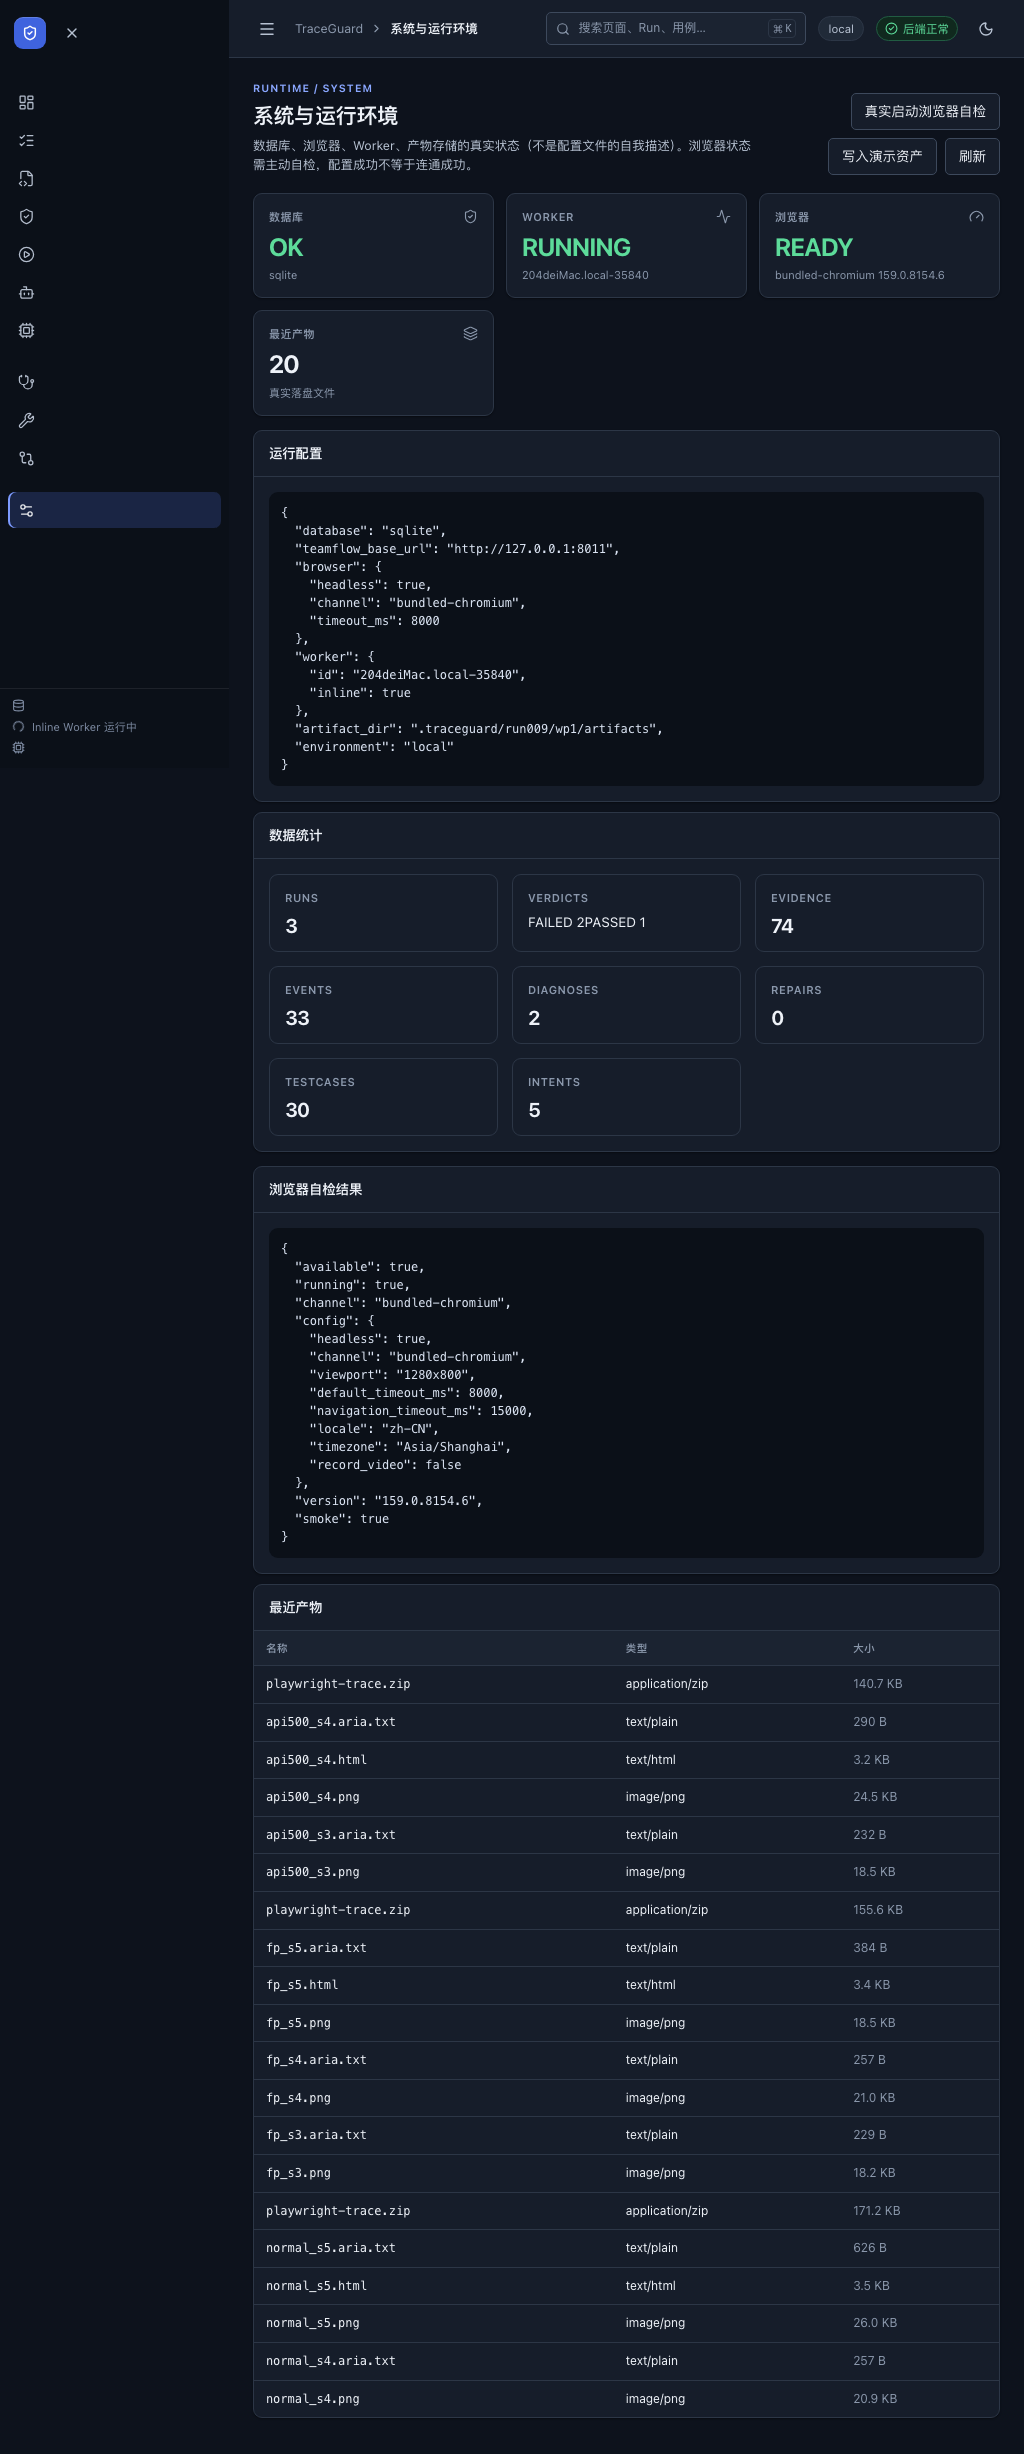 TraceGuard > 系统与运行环境
搜索页面、Run、用例...
⌘ K
local
后端正常
RUNTIME / SYSTEM
系统与运行环境
数据库、浏览器、Worker、产物存储的真实状态（不是配置文件的自我描述）。浏览器状态
需主动自检，配置成功不等于连通成功。
真实启动浏览器自检
写入演示资产
刷新
数据库
OK
sqlite
WORKER
RUNNING
204deiMac.local-35840
浏览器
READY
bundled-chromium 159.0.8154.6
最近产物
20
真实落盘文件
Inline Worker 运行中
运行配置
{
  "database": "sqlite",
  "teamflow_base_url": "http://127.0.0.1:8011",
  "browser": {
    "headless": true,
    "channel": "bundled-chromium",
    "timeout_ms": 8000
  },
  "worker": {
    "id": "204deiMac.local-35840",
    "inline": true
  },
  "artifact_dir": ".traceguard/run009/wp1/artifacts",
  "environment": "local"
}
数据统计
RUNS
3
VERDICTS
FAILED 2PASSED 1
EVIDENCE
74
EVENTS
33
DIAGNOSES
2
REPAIRS
0
TESTCASES
30
INTENTS
5
浏览器自检结果
{
  "available": true,
  "running": true,
  "channel": "bundled-chromium",
  "config": {
    "headless": true,
    "channel": "bundled-chromium",
    "viewport": "1280x800",
    "default_timeout_ms": 8000,
    "navigation_timeout_ms": 15000,
    "locale": "zh-CN",
    "timezone": "Asia/Shanghai",
    "record_video": false
  },
  "version": "159.0.8154.6",
  "smoke": true
}
最近产物
名称 类型 大小
playwright-trace.zip application/zip 140.7 KB
api500_s4.aria.txt text/plain 290 B
api500_s4.html text/html 3.2 KB
api500_s4.png image/png 24.5 KB
api500_s3.aria.txt text/plain 232 B
api500_s3.png image/png 18.5 KB
playwright-trace.zip application/zip 155.6 KB
fp_s5.aria.txt text/plain 384 B
fp_s5.html text/html 3.4 KB
fp_s5.png image/png 18.5 KB
fp_s4.aria.txt text/plain 257 B
fp_s4.png image/png 21.0 KB
fp_s3.aria.txt text/plain 229 B
fp_s3.png image/png 18.2 KB
playwright-trace.zip application/zip 171.2 KB
normal_s5.aria.txt text/plain 626 B
normal_s5.html text/html 3.5 KB
normal_s5.png image/png 26.0 KB
normal_s4.aria.txt text/plain 257 B
normal_s4.png image/png 20.9 KB